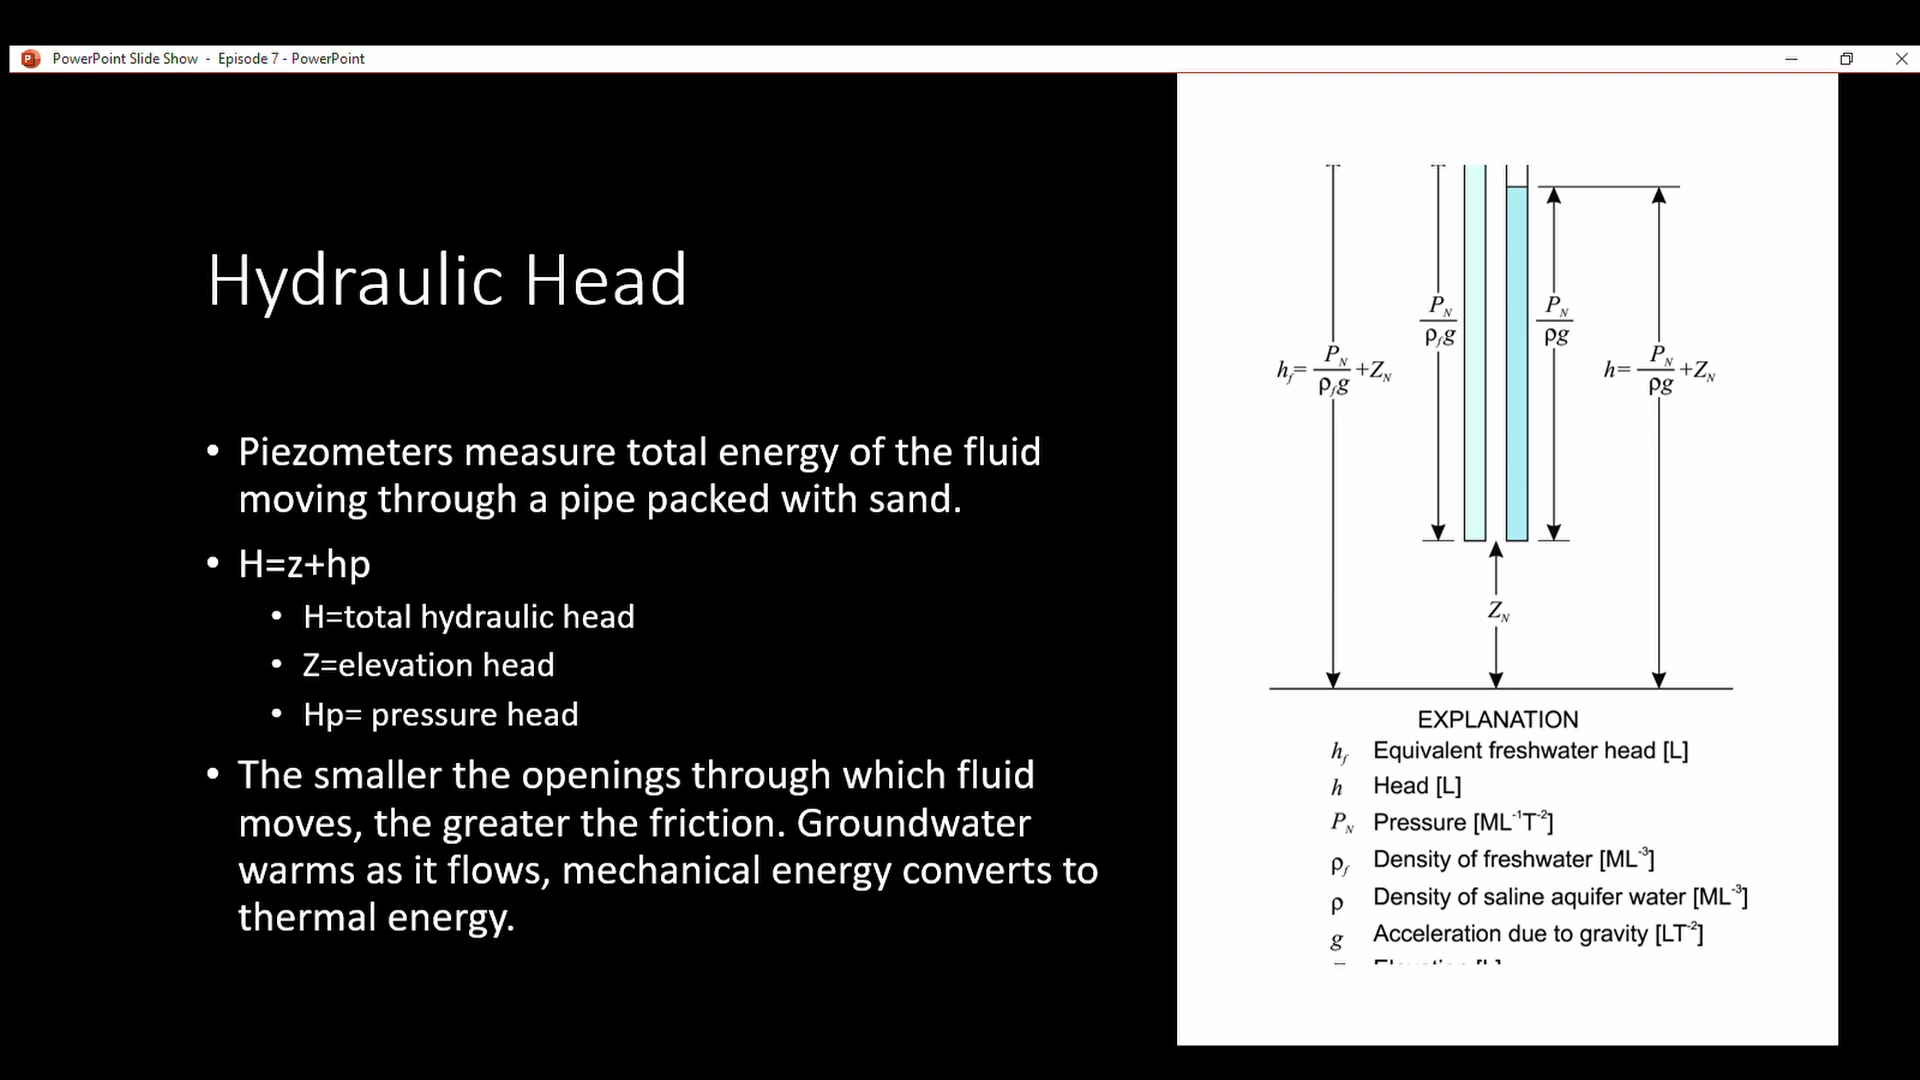 PowerPoint Slide Show - Episode 7 - PowerPoint
Hydraulic Head
• Piezometers measure total energy of the fluid
moving through a pipe packed with sand.
• H=z+hp
• H=total hydraulic head
• Z=elevation head
• Hp= pressure head
• The smaller the openings through which fluid
moves, the greater the friction. Groundwater
warms as it flows, mechanical energy converts to
thermal energy.
h_f= P_N/ρ_f g +Z_N
P_N/ρ_f g
P_N/ρg
h= P_N/ρg +Z_N
Z_N
EXPLANATION
h_f Equivalent freshwater head [L]
h Head [L]
P_N Pressure [ML⁻¹T⁻²]
ρ_f Density of freshwater [ML⁻³]
ρ Density of saline aquifer water [ML⁻³]
g Acceleration due to gravity [LT⁻²]